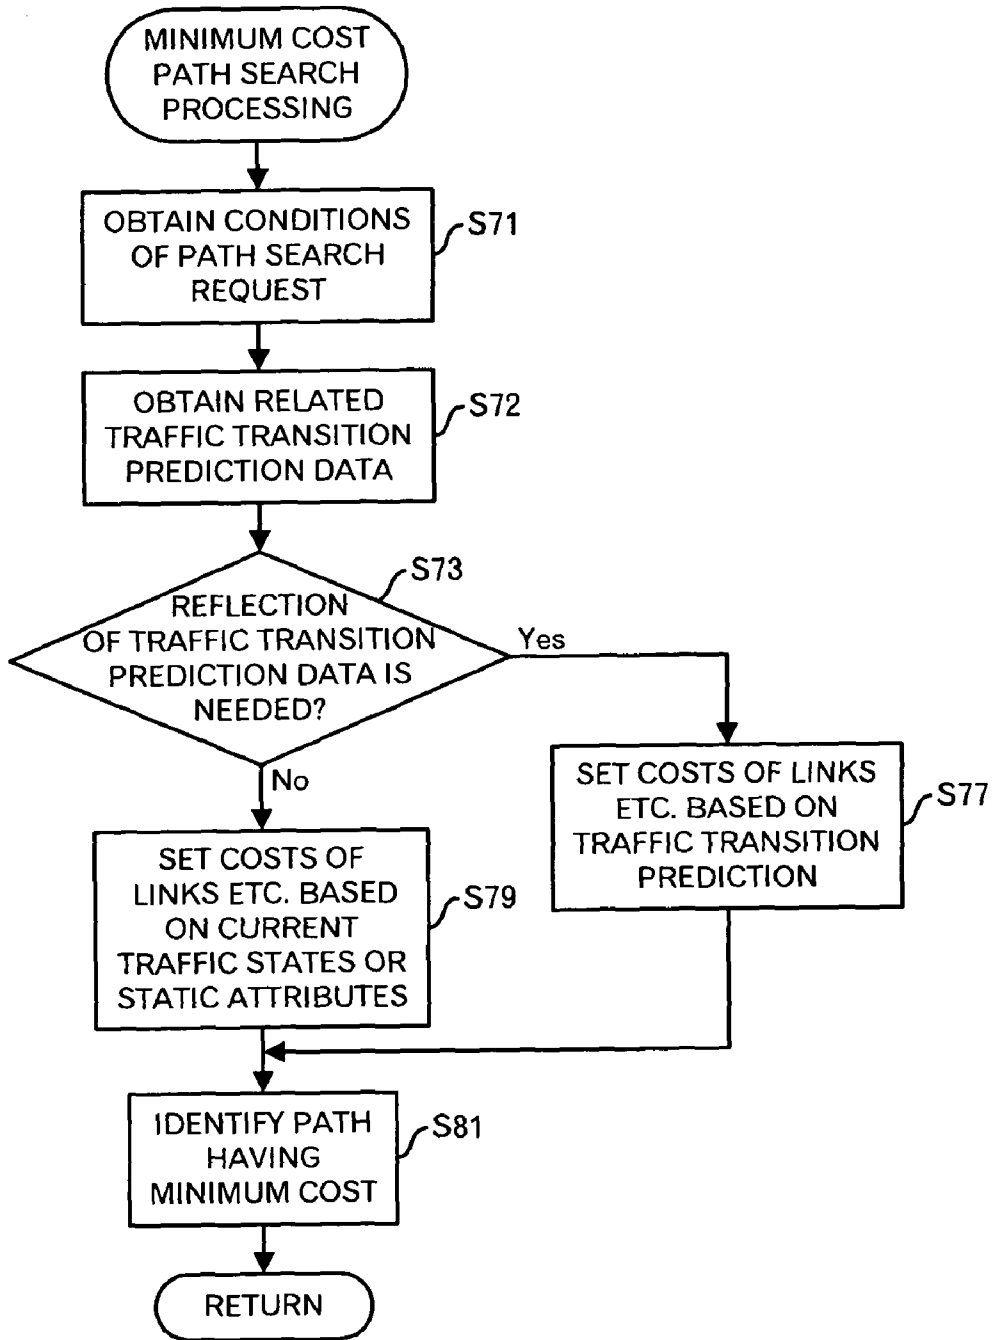 MINIMUM COST
PATH SEARCH
PROCESSING
OBTAIN CONDITIONS
OF PATH SEARCH
REQUEST
S71
OBTAIN RELATED
TRAFFIC TRANSITION
PREDICTION DATA
S72
S73
REFLECTION
OF TRAFFIC TRANSITION
PREDICTION DATA IS
NEEDED?
Yes
No
SET COSTS OF LINKS
ETC. BASED ON
TRAFFIC TRANSITION
PREDICTION
S77
SET COSTS OF
LINKS ETC. BASED
ON CURRENT
TRAFFIC STATES OR
STATIC ATTRIBUTES
S79
IDENTIFY PATH
HAVING
MINIMUM COST
S81
RETURN